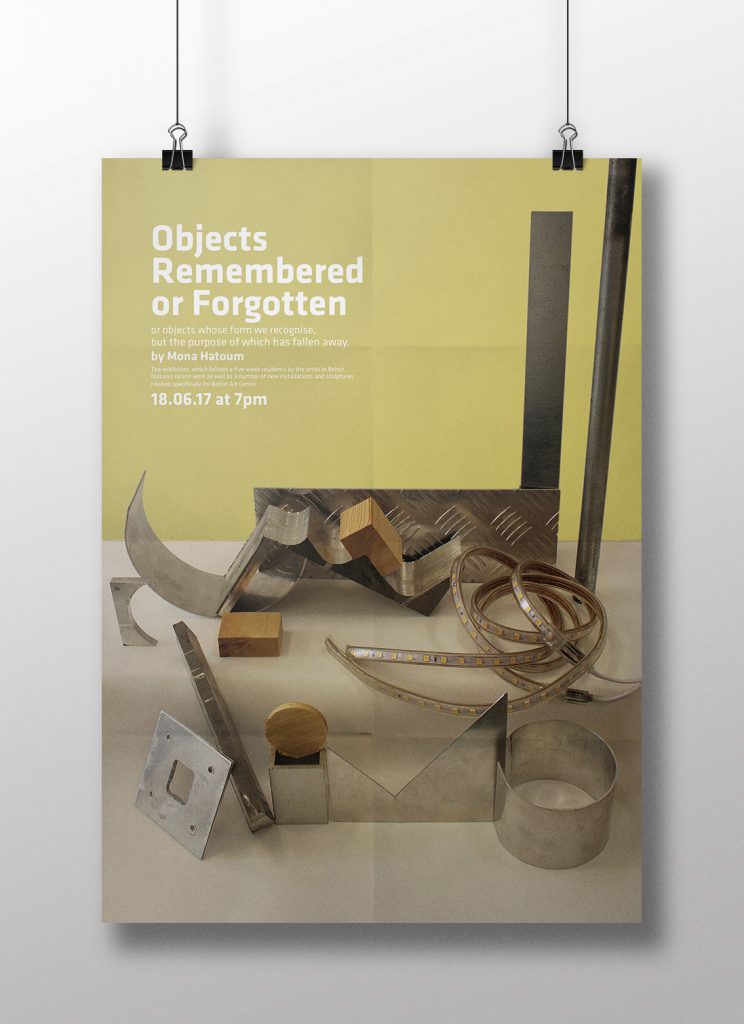 Objects
Remembered
or Forgotten
or objects whose form we recognise,
but the purpose of which has fallen away.
by Mona Hatoum
The exhibition, which follows a five-week residency by the artist in Beirut,
features recent work as well as a number of new installations and sculptures
created specifically for Beirut Art Center.
18.06.17 at 7pm